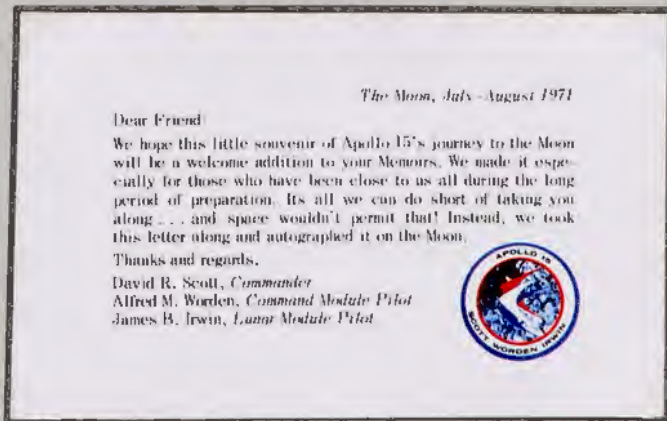 The Moon, July - August 1971
Dear Friend:
We hope this little souvenir of Apollo 15's journey to the Moon
will be a welcome addition to your Memoirs. We made it espe-
cially for those who have been close to us all during the long
period of preparation. Its all we can do short of taking you
along . . . and space wouldn't permit that! Instead, we took
this letter along and autographed it on the Moon.
Thanks and regards,
David R. Scott, Commander
Alfred M. Worden, Command Module Pilot
James B. Irwin, Lunar Module Pilot
APOLLO 15
SCOTT WORDEN IRWIN